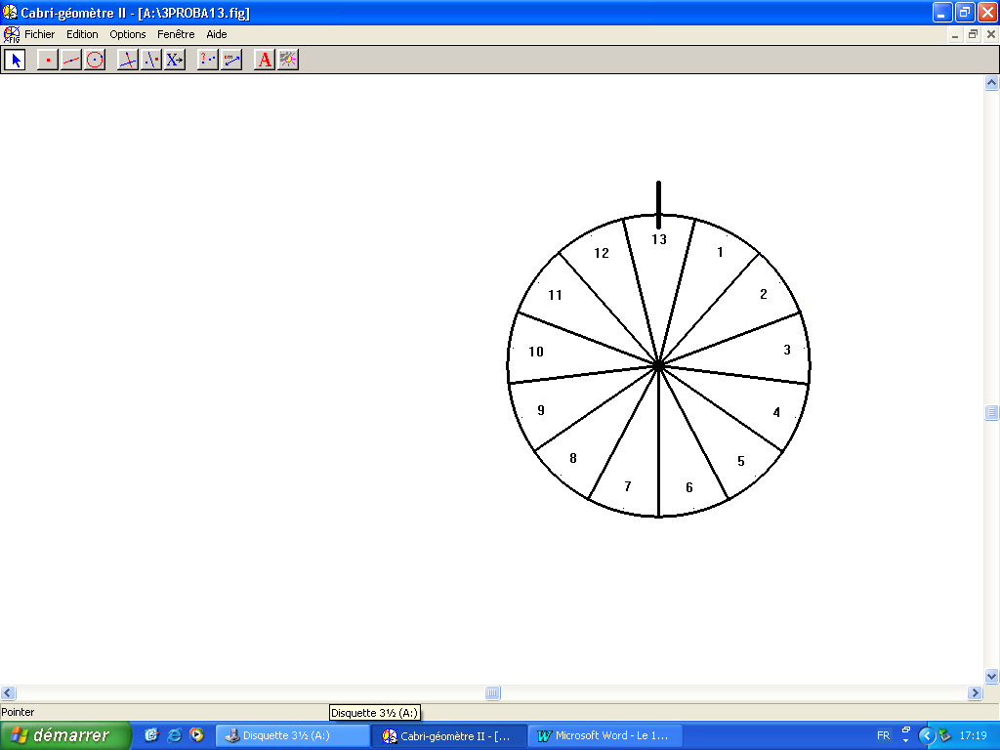 Cabri-géomètre II - [A:\3PROBA13.fig]
Fichier Edition Options Fenêtre Aide
13
12
1
11
2
10
3
9
4
8
5
7
6
Pointer
Disquette 3½ (A:)
démarrer
Disquette 3½ (A:)
Cabri-géomètre II - [...
Microsoft Word - Le 1...
FR
17:19